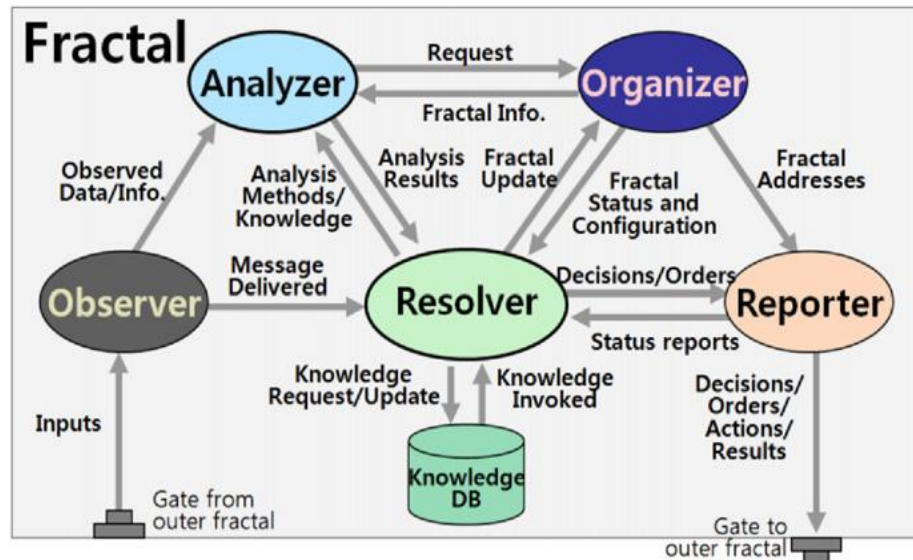 Fractal
Analyzer
Request
Organizer
Fractal Info.
Observed
Data/Info.
Analysis
Methods/
Knowledge
Analysis
Results
Fractal
Update
Fractal
Status and
Configuration
Fractal
Addresses
Observer
Message
Delivered
Resolver
Decisions/Orders
Reporter
Status reports
Inputs
Knowledge
Request/Update
Knowledge
Invoked
Decisions/
Orders/
Actions/
Results
Knowledge
DB
Gate from
outer fractal
Gate to
outer fractal